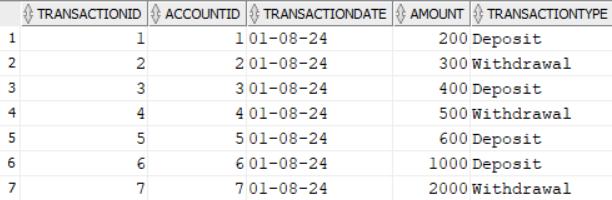 TRANSACTIONID ACCOUNTID TRANSACTIONDATE AMOUNT TRANSACTIONTYPE
1 1 1 01-08-24 200 Deposit
2 2 2 01-08-24 300 Withdrawal
3 3 3 01-08-24 400 Deposit
4 4 4 01-08-24 500 Withdrawal
5 5 5 01-08-24 600 Deposit
6 6 6 01-08-24 1000 Deposit
7 7 7 01-08-24 2000 Withdrawal